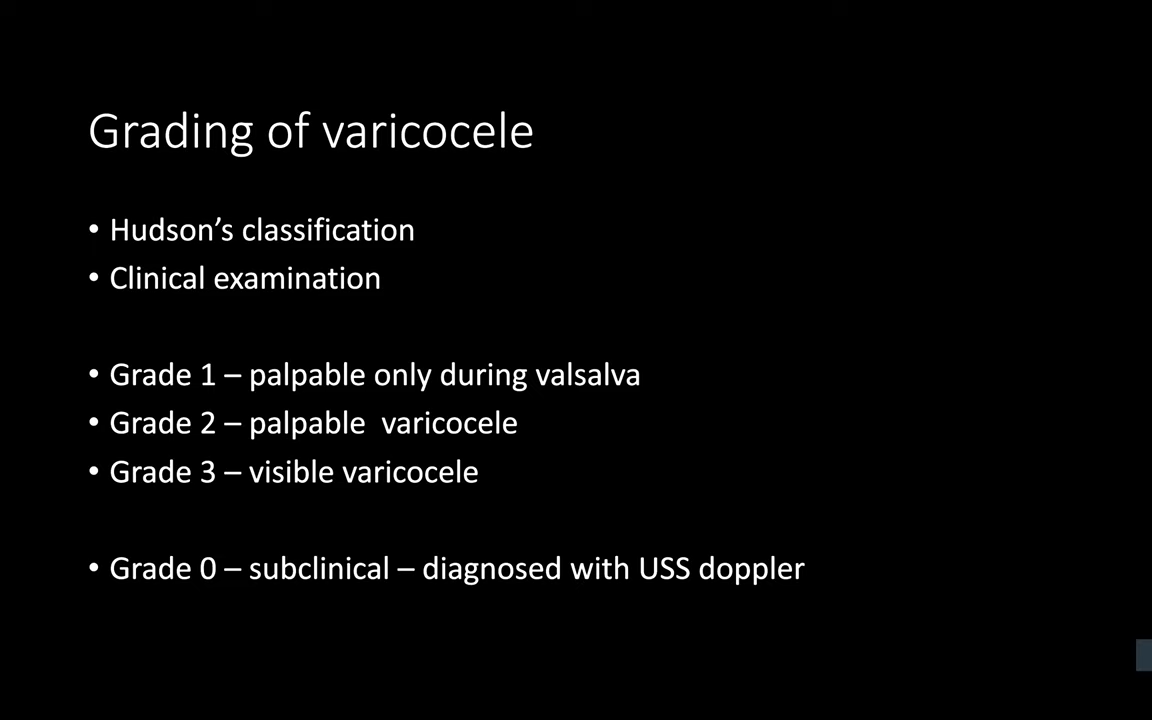 Grading of varicocele
• Hudson’s classification
• Clinical examination
• Grade 1 – palpable only during valsalva
• Grade 2 – palpable  varicocele
• Grade 3 – visible varicocele
• Grade 0 – subclinical – diagnosed with USS doppler